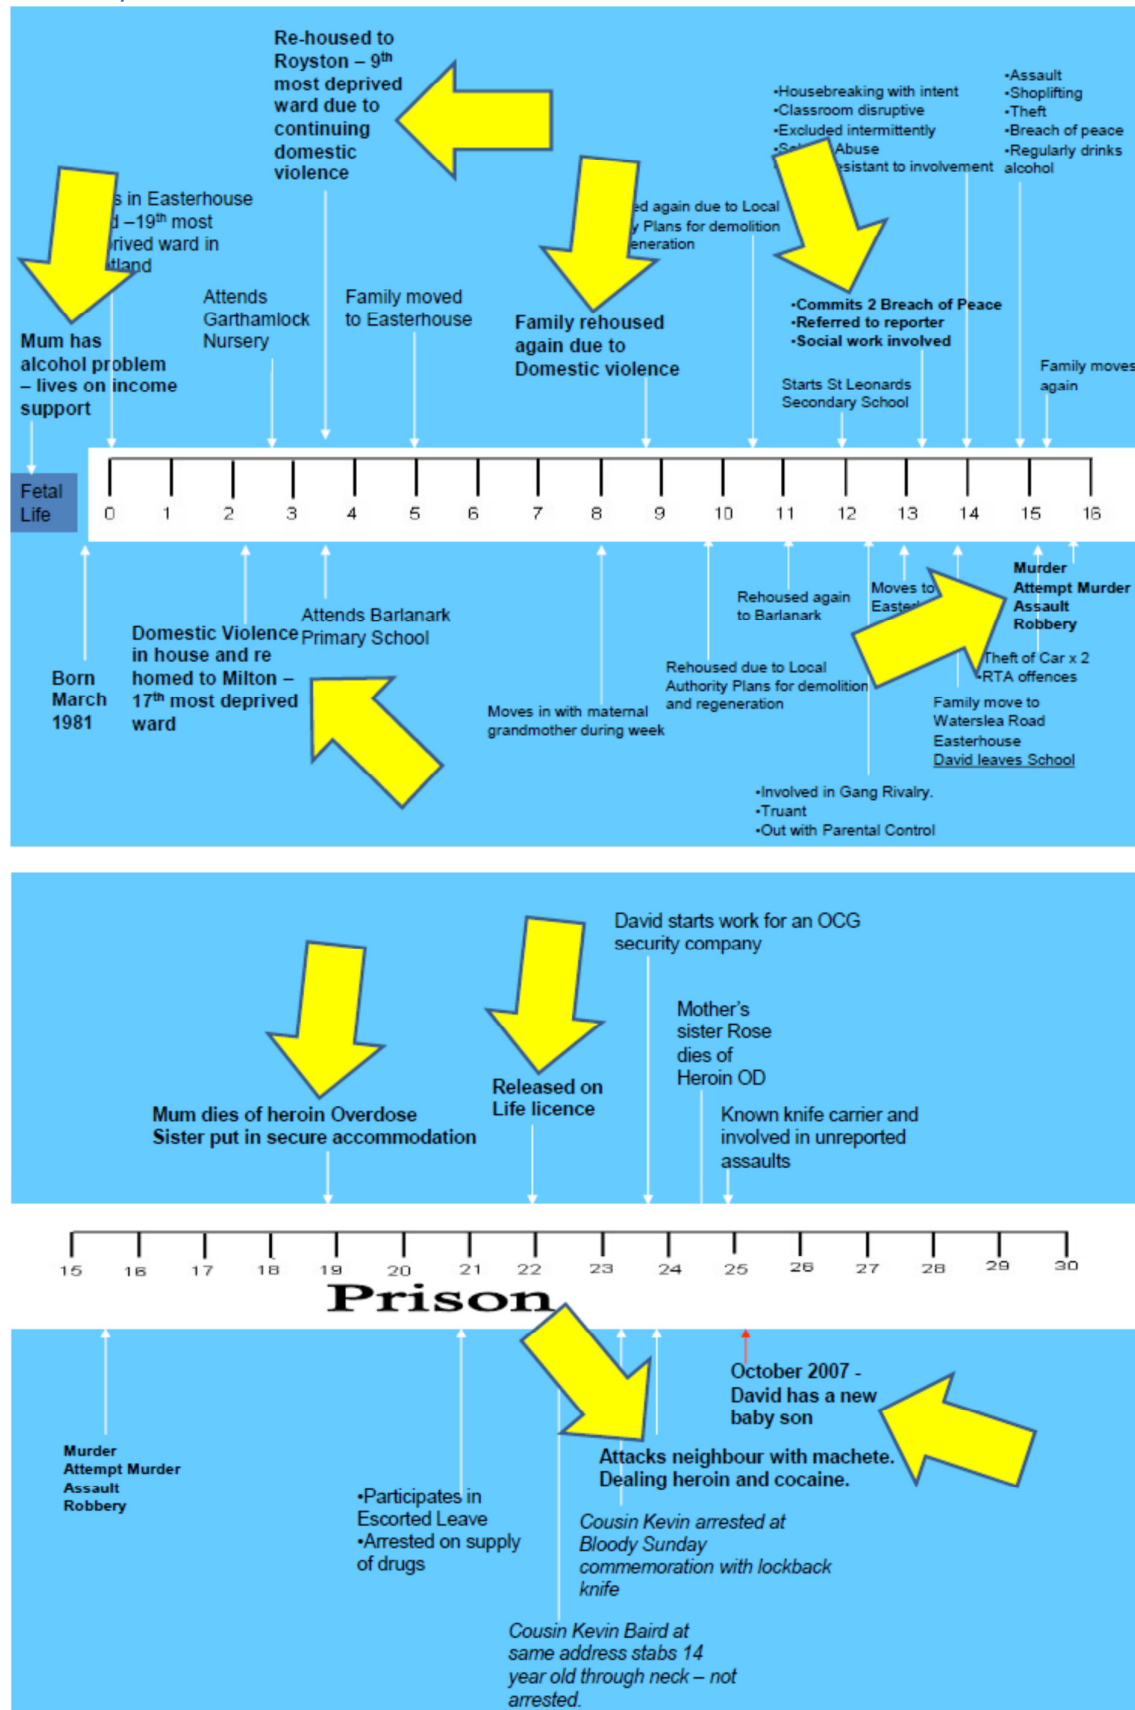 Re-housed to
Royston – 9th
most deprived
ward due to
continuing
domestic
violence
•Housebreaking with intent
•Classroom disruptive
•Excluded intermittently
Abuse
resistant to involvement
•Assault
•Shoplifting
•Theft
•Breach of peace
•Regularly drinks
alcohol
in Easterhouse
–19th most
ward in
again due to Local
Plans for demolition
Attends
Garthamlock
Nursery
Family moved
to Easterhouse
Family rehoused
again due to
Domestic violence
•Commits 2 Breach of Peace
•Referred to reporter
•Social work involved
Mum has
alcohol problem
– lives on income
support
Starts St Leonards
Secondary School
Family moves
again
Fetal
Life
0 1 2 3 4 5 6 7 8 9 10 11 12 13 14 15 16
Born
March
1981
Domestic Violence
in house and re
homed to Milton –
17th most deprived
ward
Attends Barlanark
Primary School
Moves in with maternal
grandmother during week
Rehoused due to Local
Authority Plans for demolition
and regeneration
Rehoused again
to Barlanark
•Involved in Gang Rivalry.
•Truant
•Out with Parental Control
Moves to
Family move to
Waterslea Road
Easterhouse
David leaves School
Theft of Car x 2
•RTA offences
Murder
Attempt Murder
Assault
Robbery
David starts work for an OCG
security company
Mother's
sister Rose
dies of
Heroin OD
Released on
Life licence
Mum dies of heroin Overdose
Sister put in secure accommodation
Known knife carrier and
involved in unreported
assaults
15 16 17 18 19 20 21 22 23 24 25 26 27 28 29 30
Prison
October 2007 -
David has a new
baby son
Murder
Attempt Murder
Assault
Robbery
Attacks neighbour with machete.
Dealing heroin and cocaine.
•Participates in
Escorted Leave
•Arrested on supply
of drugs
Cousin Kevin arrested at
Bloody Sunday
commemoration with lockback
knife
Cousin Kevin Baird at
same address stabs 14
year old through neck – not
arrested.